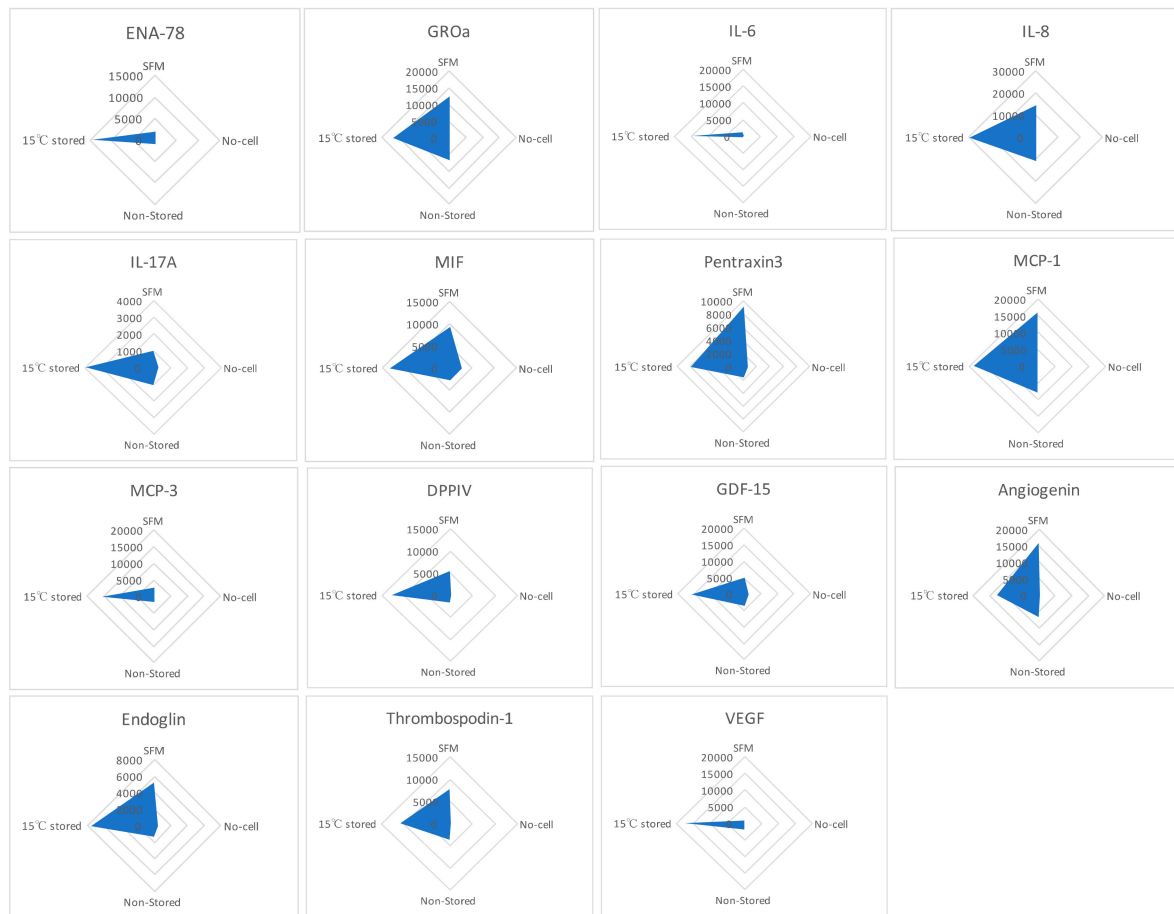 ENA-78
SFM
15000
10000
5000
0
15℃ stored
No-cell
Non-Stored
GROa
SFM
20000
15000
10000
5000
0
15℃ stored
No-cell
Non-Stored
IL-6
SFM
20000
15000
10000
5000
0
15℃ stored
No-cell
Non-Stored
IL-8
SFM
30000
20000
10000
0
15℃ stored
No-cell
Non-Stored
IL-17A
SFM
4000
3000
2000
1000
0
15℃ stored
No-cell
Non-Stored
MIF
SFM
15000
10000
5000
0
15℃ stored
No-cell
Non-Stored
Pentraxin3
SFM
10000
8000
6000
4000
2000
0
15℃ stored
No-cell
Non-Stored
MCP-1
SFM
20000
15000
10000
5000
0
15℃ stored
No-cell
Non-Stored
MCP-3
SFM
20000
15000
10000
5000
0
15℃ stored
No-cell
Non-Stored
DPPIV
SFM
15000
10000
5000
0
15℃ stored
No-cell
Non-Stored
GDF-15
SFM
20000
15000
10000
5000
0
15℃ stored
No-cell
Non-Stored
Angiogenin
SFM
20000
15000
10000
5000
0
15℃ stored
No-cell
Non-Stored
Endoglin
SFM
8000
6000
4000
2000
0
15℃ stored
No-cell
Non-Stored
Thrombospodin-1
SFM
15000
10000
5000
0
15℃ stored
No-cell
Non-Stored
VEGF
SFM
20000
15000
10000
5000
0
15℃ stored
No-cell
Non-Stored